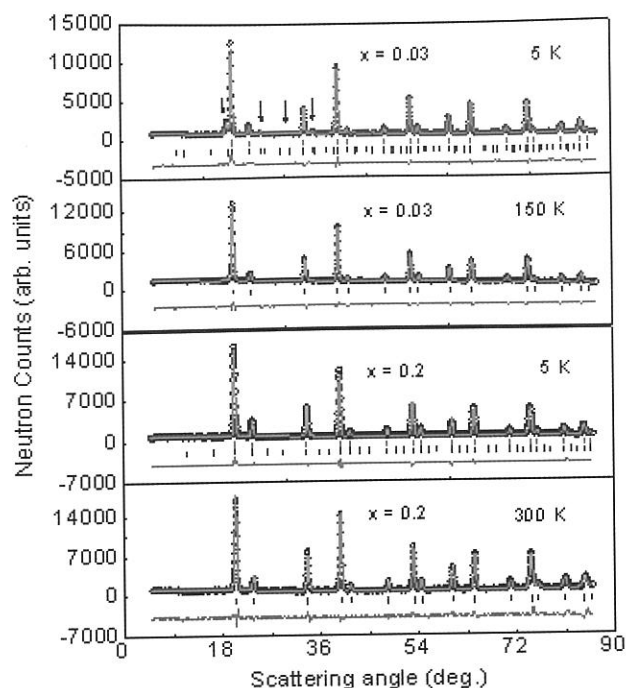 Neutron Counts (arb. units)
15000
10000
5000
0
-5000
x = 0.03
5 K
12000
6000
0
-6000
x = 0.03
150 K
14000
7000
0
-7000
x = 0.2
5 K
14000
7000
0
-7000
x = 0.2
300 K
0
18
36
54
72
90
Scattering angle (deg.)